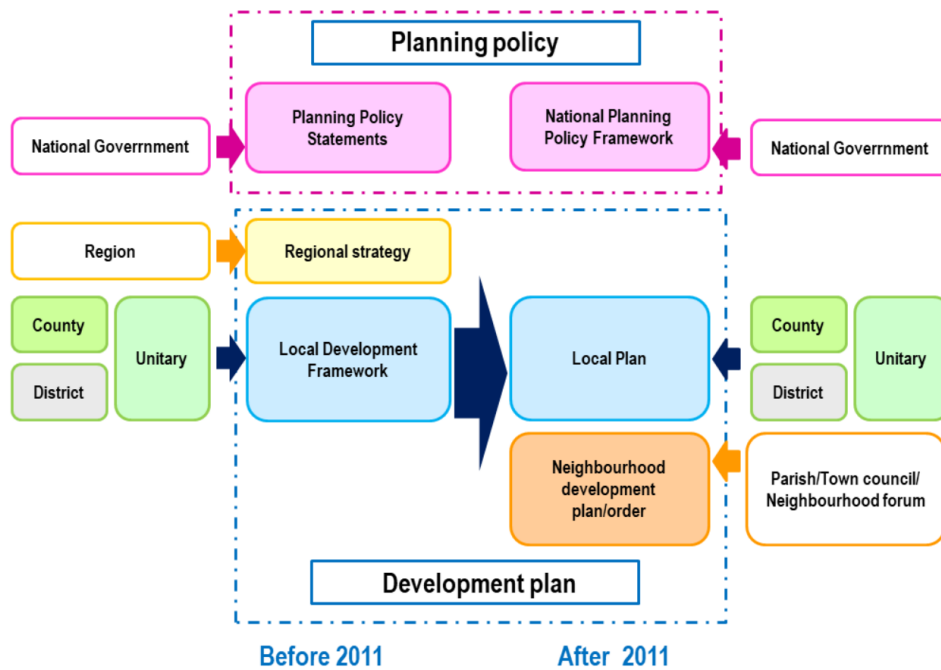 Planning policy
Planning Policy
Statements
National Planning
Policy Framework
National Goverrnment
National Goverrnment
Region
Regional strategy
County
District
Unitary
Local Development
Framework
Local Plan
County
District
Unitary
Neighbourhood
development
plan/order
Parish/Town council/
Neighbourhood forum
Development plan
Before 2011
After 2011